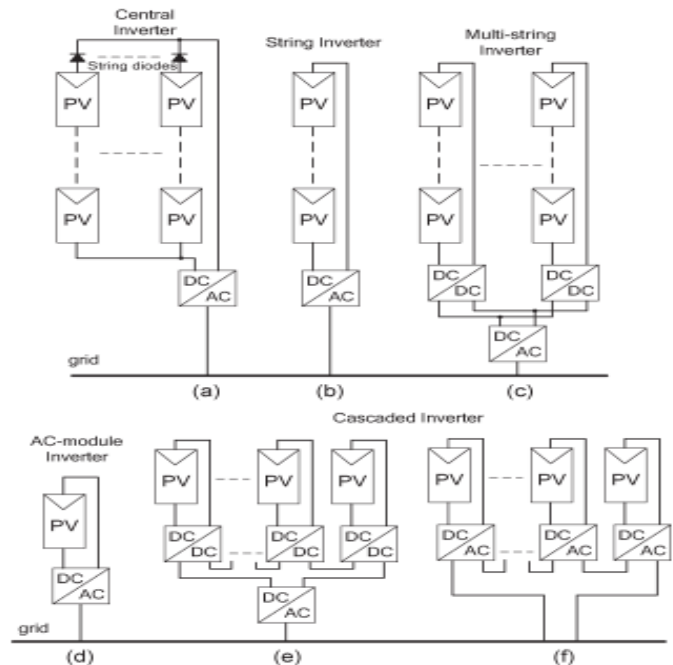 Central
Inverter
String Inverter
Multi-string
Inverter
String diodes
PV
PV
PV
PV
PV
PV
PV
PV
PV
PV
DC
AC
DC
AC
DC
DC
DC
DC
DC
AC
grid
(a)
(b)
(c)
Cascaded Inverter
AC-module
Inverter
PV
PV
PV
PV
PV
PV
PV
DC
AC
DC
DC
DC
DC
DC
DC
DC
AC
DC
AC
DC
AC
DC
AC
grid
(d)
(e)
(f)